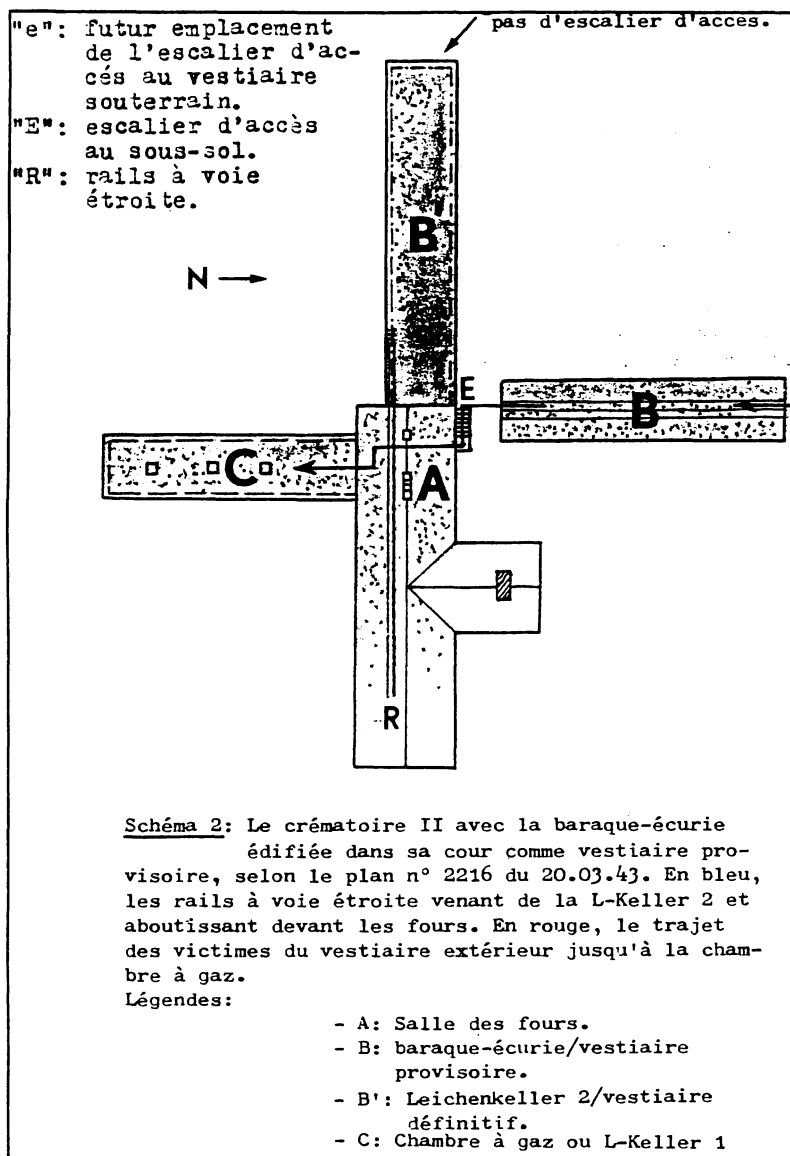 "e": futur emplacement
de l'escalier d'ac-
cés au vestiaire
souterrain.
"E": escalier d'accès
au sous-sol.
"R": rails à voie
étroite.
pas d'escalier d'accès.
N
B'
E
B
C
A
R
Schéma 2: Le crématoire II avec la baraque-écurie
édifiée dans sa cour comme vestiaire pro-
visoire, selon le plan n° 2216 du 20.03.43. En bleu,
les rails à voie étroite venant de la L-Keller 2 et
aboutissant devant les fours. En rouge, le trajet
des victimes du vestiaire extérieur jusqu'à la cham-
bre à gaz.
Légendes:
- A: Salle des fours.
- B: baraque-écurie/vestiaire
provisoire.
- B': Leichenkeller 2/vestiaire
définitif.
- C: Chambre à gaz ou L-Keller 1